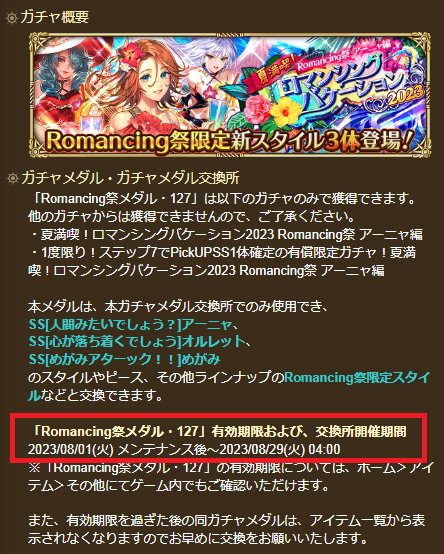 ガチャ概要
Romancing祭 アーニャ編
夏満喫!
ロマンシング
バケーション2023
Romancing祭限定新スタイル3体登場!
ガチャメダル・ガチャメダル交換所
「Romancing祭メダル・127」は以下のガチャのみで獲得できます。
他のガチャからは獲得できませんので、ご了承ください。
・夏満喫!ロマンシングバケーション2023 Romancing祭 アーニャ編
・1度限り!ステップ7でPickUPSS1体確定の有償限定ガチャ!夏満
喫!ロマンシングバケーション2023 Romancing祭 アーニャ編
本メダルは、本ガチャメダル交換所でのみ使用でき、
SS[人間みたいでしょう?]アーニャ、
SS[心が落ち着くでしょう]オルレット、
SS[めがみアターック!!]めがみ
のスタイルやピース、その他ラインナップのRomancing祭限定スタイ
ルなどと交換できます。
「Romancing祭メダル・127」有効期限および、交換所開催期間
2023/08/01(火) メンテナンス後～2023/08/29(火) 04:00
※「Romancing祭メダル・127」の有効期限については、ホーム＞アイ
テム＞その他にてゲーム内でもご確認いただけます。
また、有効期限を過ぎた後の同ガチャメダルは、アイテム一覧から表
示されなくなりますのでお早めに交換をお願いいたします。